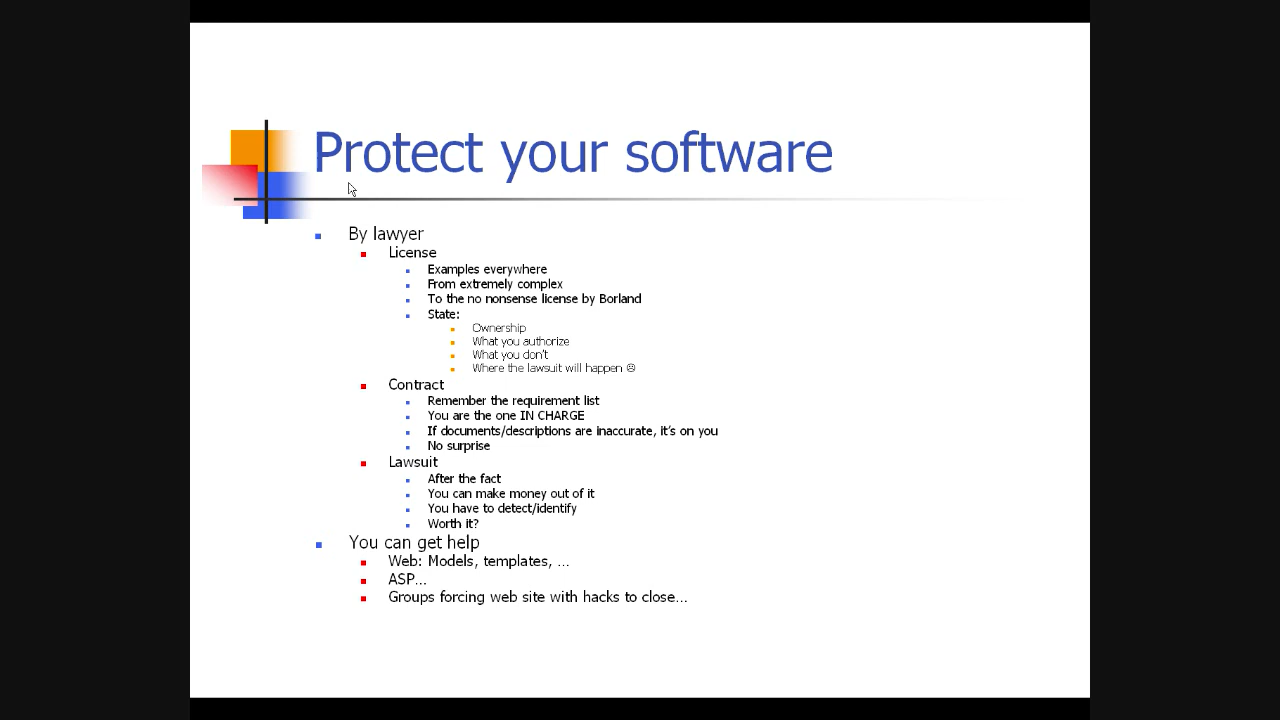 Protect your software
By lawyer
License
Examples everywhere
From extremely complex
To the no nonsense license by Borland
State:
Ownership
What you authorize
What you don't
Where the lawsuit will happen ☹
Contract
Remember the requirement list
You are the one IN CHARGE
If documents/descriptions are inaccurate, it's on you
No surprise
Lawsuit
After the fact
You can make money out of it
You have to detect/identify
Worth it?
You can get help
Web: Models, templates, ...
ASP...
Groups forcing web site with hacks to close...